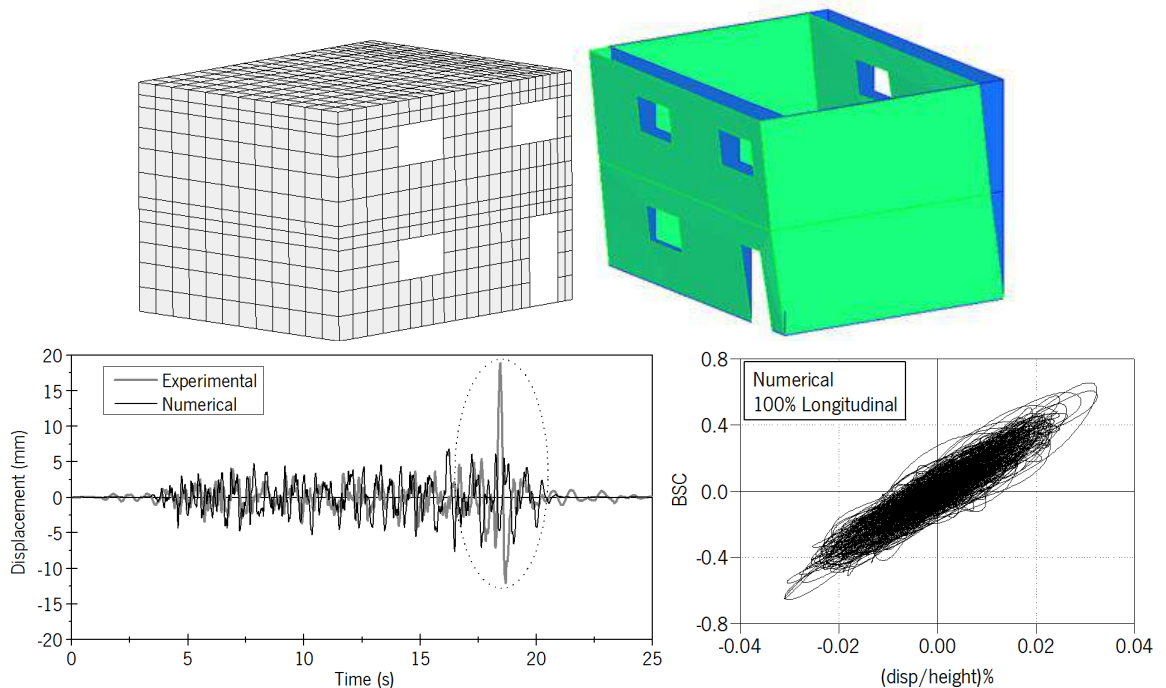 20
15
10
5
0
-5
-10
-15
-20
Displacement (mm)
Experimental
Numerical
0 5 10 15 20 25
Time (s)
0.8
0.4
0.0
-0.4
-0.8
BSC
Numerical
100% Longitudinal
-0.04 -0.02 0.00 0.02 0.04
(disp/height)%